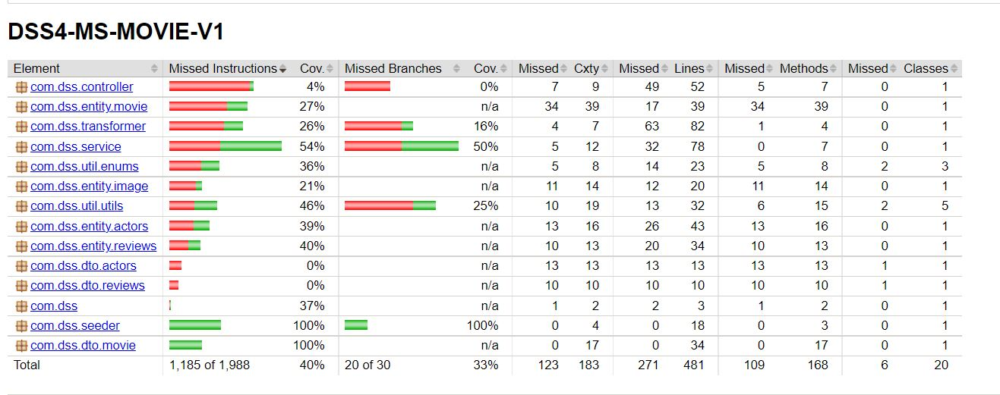 DSS4-MS-MOVIE-V1
Element Missed Instructions Cov. Missed Branches Cov. Missed Cxty Missed Lines Missed Methods Missed Classes
com.dss.controller 4% 0% 7 9 49 52 5 7 0 1
com.dss.entity.movie 27% n/a 34 39 17 39 34 39 0 1
com.dss.transformer 26% 16% 4 7 63 82 1 4 0 1
com.dss.service 54% 50% 5 12 32 78 0 7 0 1
com.dss.util.enums 36% n/a 5 8 14 23 5 8 2 3
com.dss.entity.image 21% n/a 11 14 12 20 11 14 0 1
com.dss.util.utils 46% 25% 10 19 13 32 6 15 2 5
com.dss.entity.actors 39% n/a 13 16 26 43 13 16 0 1
com.dss.entity.reviews 40% n/a 10 13 20 34 10 13 0 1
com.dss.dto.actors 0% n/a 13 13 13 13 13 13 1 1
com.dss.dto.reviews 0% n/a 10 10 10 10 10 10 1 1
com.dss 37% n/a 1 2 2 3 1 2 0 1
com.dss.seeder 100% 100% 0 4 0 18 0 3 0 1
com.dss.dto.movie 100% n/a 0 17 0 34 0 17 0 1
Total 1,185 of 1,988 40% 20 of 30 33% 123 183 271 481 109 168 6 20